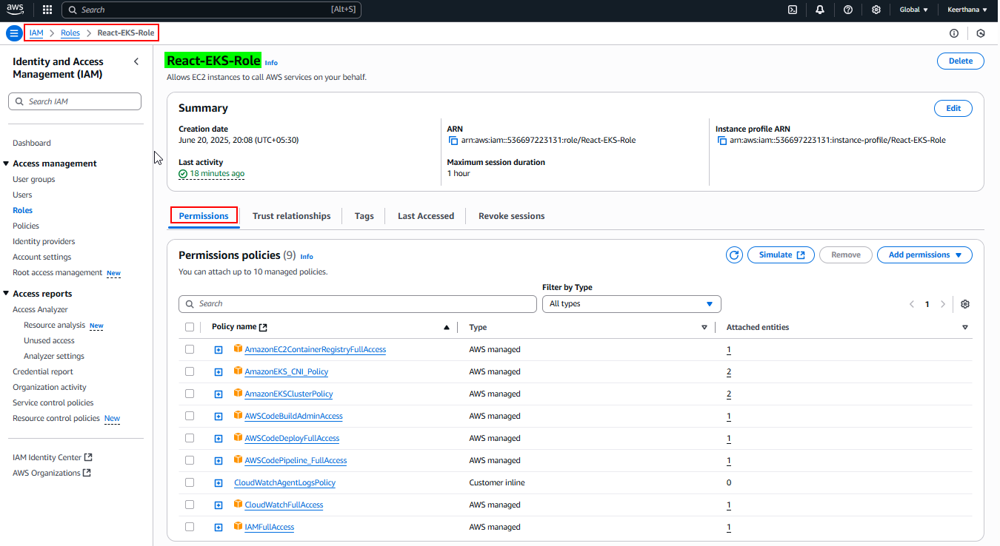 aws
Search [Alt+S] Global Keerthana
IAM Roles React-EKS-Role
Identity and Access
Management (IAM)
Search IAM
Dashboard
Access management
User groups
Users
Roles
Policies
Identity providers
Account settings
Root access management New
Access reports
Access Analyzer
Resource analysis New
Unused access
Analyzer settings
Credential report
Organization activity
Service control policies
Resource control policies New
IAM Identity Center
AWS Organizations
React-EKS-Role Info
Delete
Allows EC2 instances to call AWS services on your behalf.
Summary
Edit
Creation date
June 20, 2025, 20:08 (UTC+05:30)
Last activity
18 minutes ago
ARN
arn:aws:iam::536697223131:role/React-EKS-Role
Maximum session duration
1 hour
Instance profile ARN
arn:aws:iam::536697223131:instance-profile/React-EKS-Role
Permissions Trust relationships Tags Last Accessed Revoke sessions
Permissions policies (9) Info
Simulate Remove Add permissions
You can attach up to 10 managed policies.
Filter by Type
Search All types 1
Policy name Type Attached entities
AmazonEC2ContainerRegistryFullAccess AWS managed 1
AmazonEKS_CNI_Policy AWS managed 2
AmazonEKSClusterPolicy AWS managed 2
AWSCodeBuildAdminAccess AWS managed 1
AWSCodeDeployFullAccess AWS managed 1
AWSCodePipeline_FullAccess AWS managed 1
CloudWatchAgentLogsPolicy Customer inline 0
CloudWatchFullAccess AWS managed 1
IAMFullAccess AWS managed 1